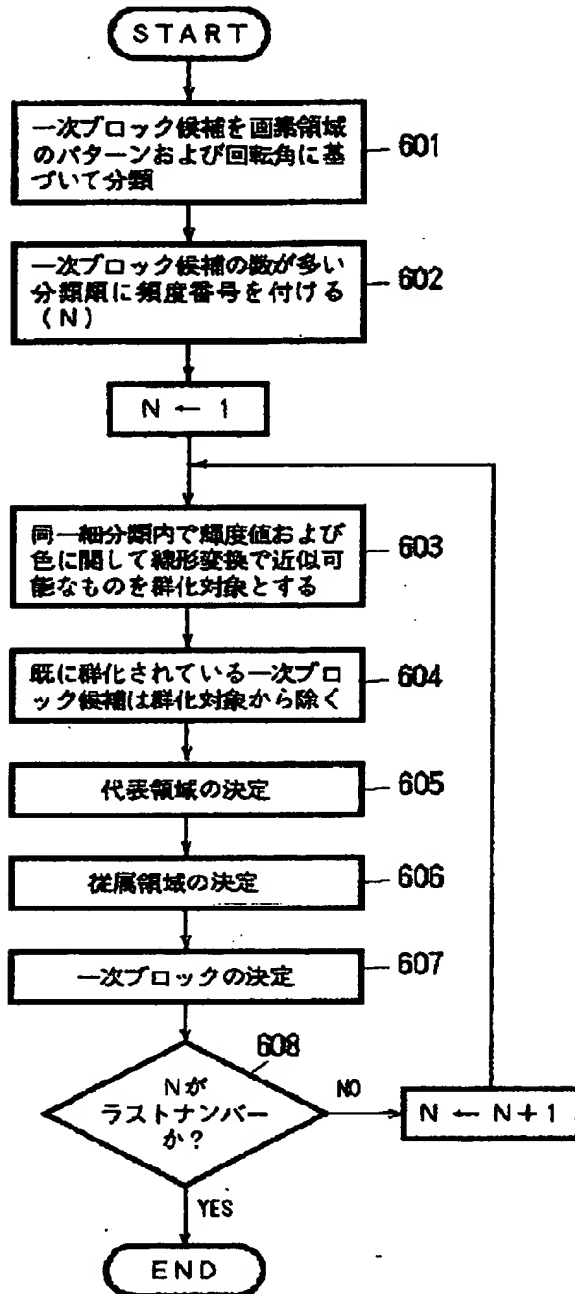 START
一次ブロック候補を画素領域
のパターンおよび回転角に基
づいて分類
601
一次ブロック候補の数が多い
分類順に頻度番号を付ける
(N)
602
N ← 1
同一細分類内で輝度値および
色に関して線形変換で近似可
能なものを群化対象とする
603
既に群化されている一次ブロ
ック候補は群化対象から除く
604
代表領域の決定
605
従属領域の決定
606
一次ブロックの決定
607
608
Nが
ラストナンバー
か?
NO
N ← N+1
YES
END